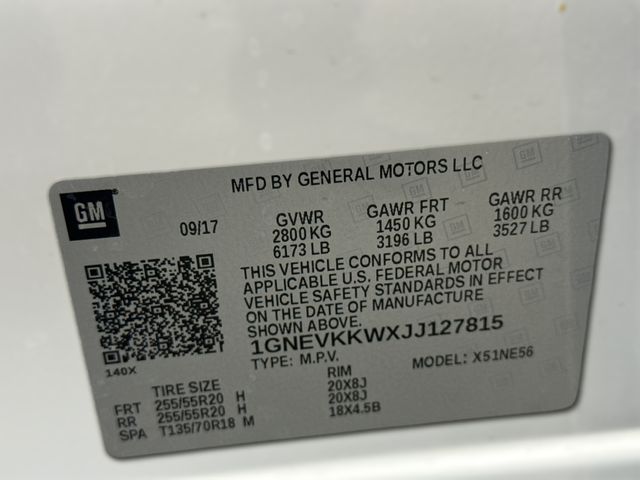 MFD BY GENERAL MOTORS LLC
GM
09/17 GVWR GAWR FRT GAWR RR
2800 KG 1450 KG 1600 KG
6173 LB 3196 LB 3527 LB
THIS VEHICLE CONFORMS TO ALL
APPLICABLE U.S. FEDERAL MOTOR
VEHICLE SAFETY STANDARDS IN EFFECT
ON THE DATE OF MANUFACTURE
SHOWN ABOVE.
1GNEVKKWXJJ127815
140X
TYPE: M.P.V. MODEL: X51NE56
TIRE SIZE RIM
FRT 255/55R20 H 20X8J
RR 255/55R20 H 20X8J
SPA T135/70R18 M 18X4.5B